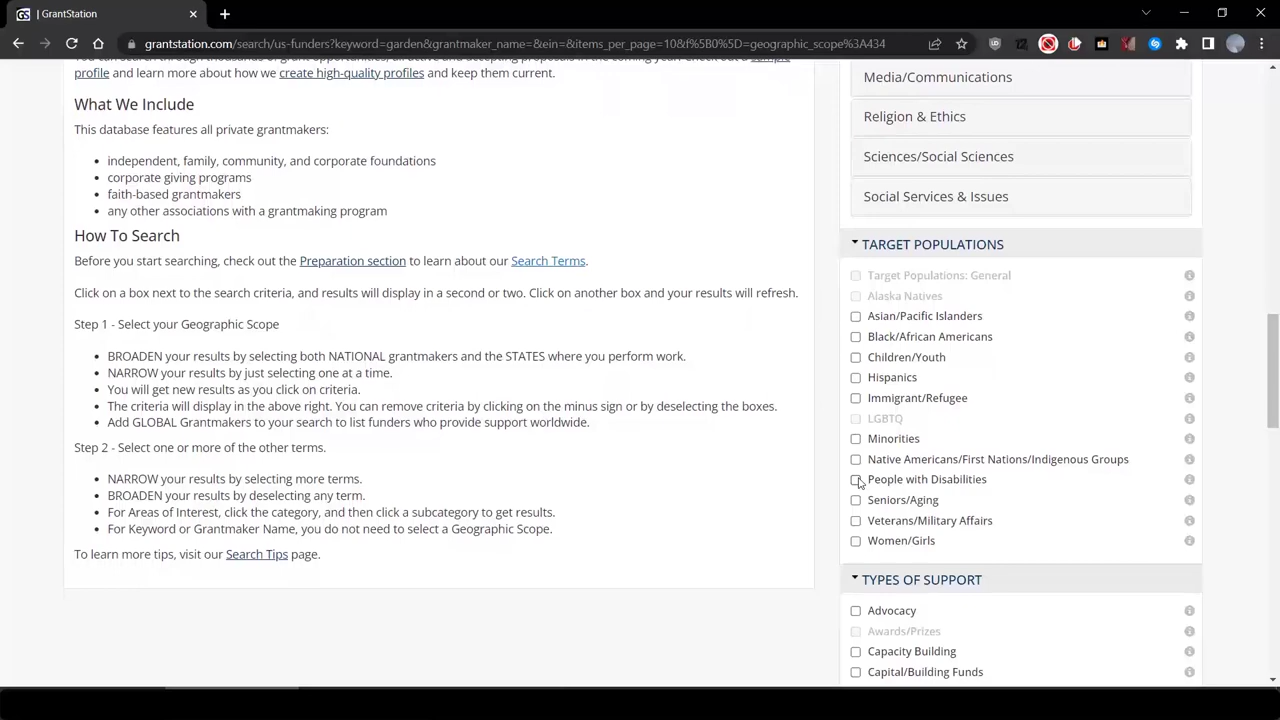 | GrantStation
grantstation.com/search/us-funders?keyword=garden&grantmaker_name=&ein=&items_per_page=10&f%5B0%5D=geographic_scope%3A434
profile and learn more about how we create high-quality profiles and keep them current.
What We Include
This database features all private grantmakers:
• independent, family, community, and corporate foundations
• corporate giving programs
• faith-based grantmakers
• any other associations with a grantmaking program
How To Search
Before you start searching, check out the Preparation section to learn about our Search Terms.
Click on a box next to the search criteria, and results will display in a second or two. Click on another box and your results will refresh.
Step 1 - Select your Geographic Scope
• BROADEN your results by selecting both NATIONAL grantmakers and the STATES where you perform work.
• NARROW your results by just selecting one at a time.
• You will get new results as you click on criteria.
• The criteria will display in the above right. You can remove criteria by clicking on the minus sign or by deselecting the boxes.
• Add GLOBAL Grantmakers to your search to list funders who provide support worldwide.
Step 2 - Select one or more of the other terms.
• NARROW your results by selecting more terms.
• BROADEN your results by deselecting any term.
• For Areas of Interest, click the category, and then click a subcategory to get results.
• For Keyword or Grantmaker Name, you do not need to select a Geographic Scope.
To learn more tips, visit our Search Tips page.
Media/Communications
Religion & Ethics
Sciences/Social Sciences
Social Services & Issues
TARGET POPULATIONS
Target Populations: General
Alaska Natives
Asian/Pacific Islanders
Black/African Americans
Children/Youth
Hispanics
Immigrant/Refugee
LGBTQ
Minorities
Native Americans/First Nations/Indigenous Groups
People with Disabilities
Seniors/Aging
Veterans/Military Affairs
Women/Girls
TYPES OF SUPPORT
Advocacy
Awards/Prizes
Capacity Building
Capital/Building Funds